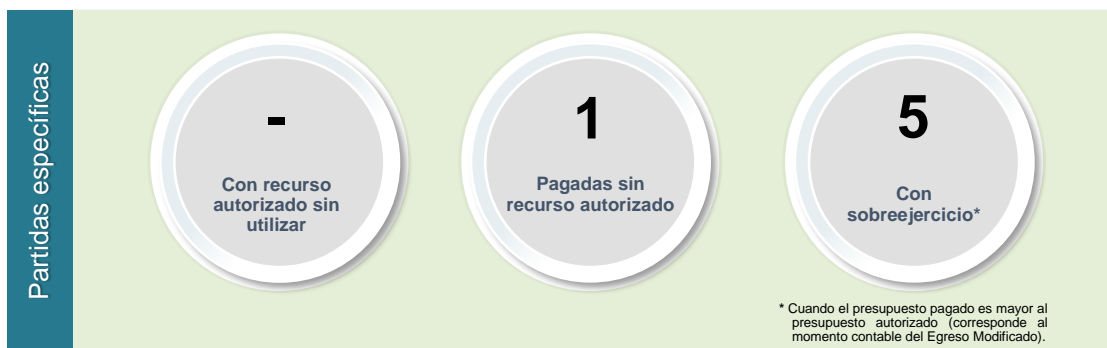 Partidas específicas
-
Con recurso
autorizado sin
utilizar
1
Pagadas sin
recurso autorizado
5
Con
sobreejercicio*
* Cuando el presupuesto pagado es mayor al
presupuesto autorizado (corresponde al
momento contable del Egreso Modificado).